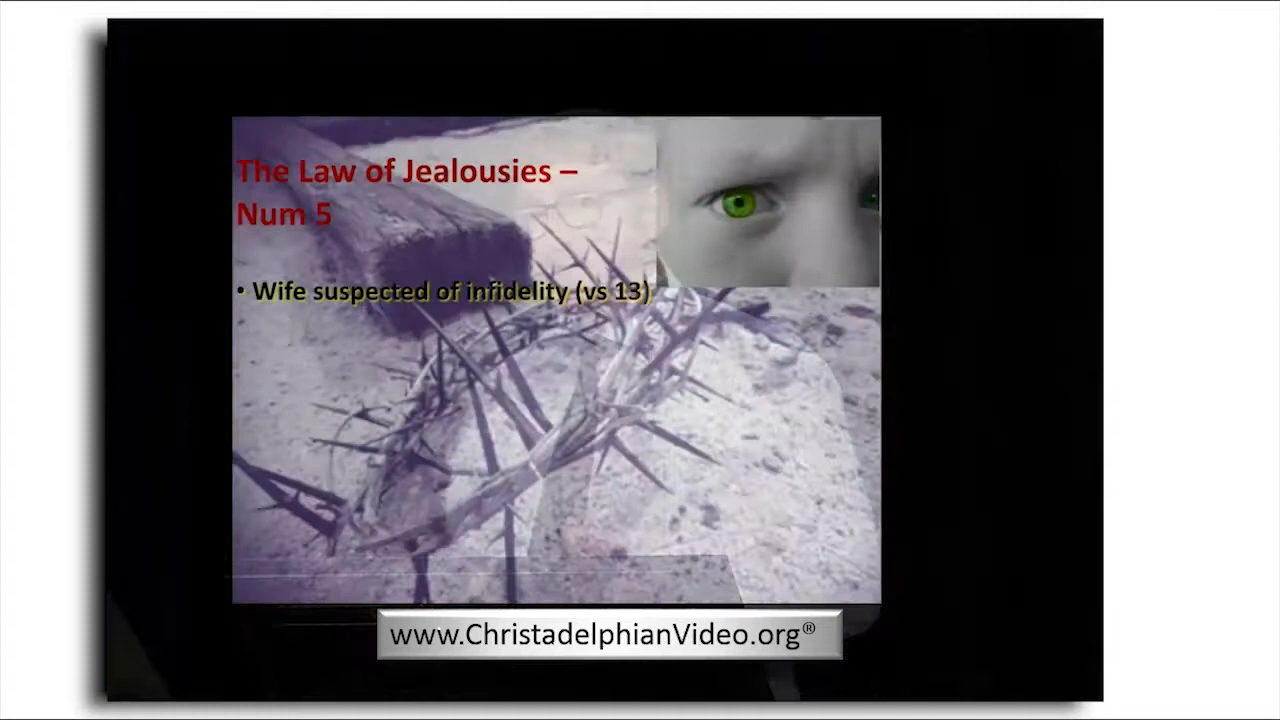 The Law of Jealousies –
Num 5
• Wife suspected of infidelity (vs 13)
www.ChristadelphianVideo.org®